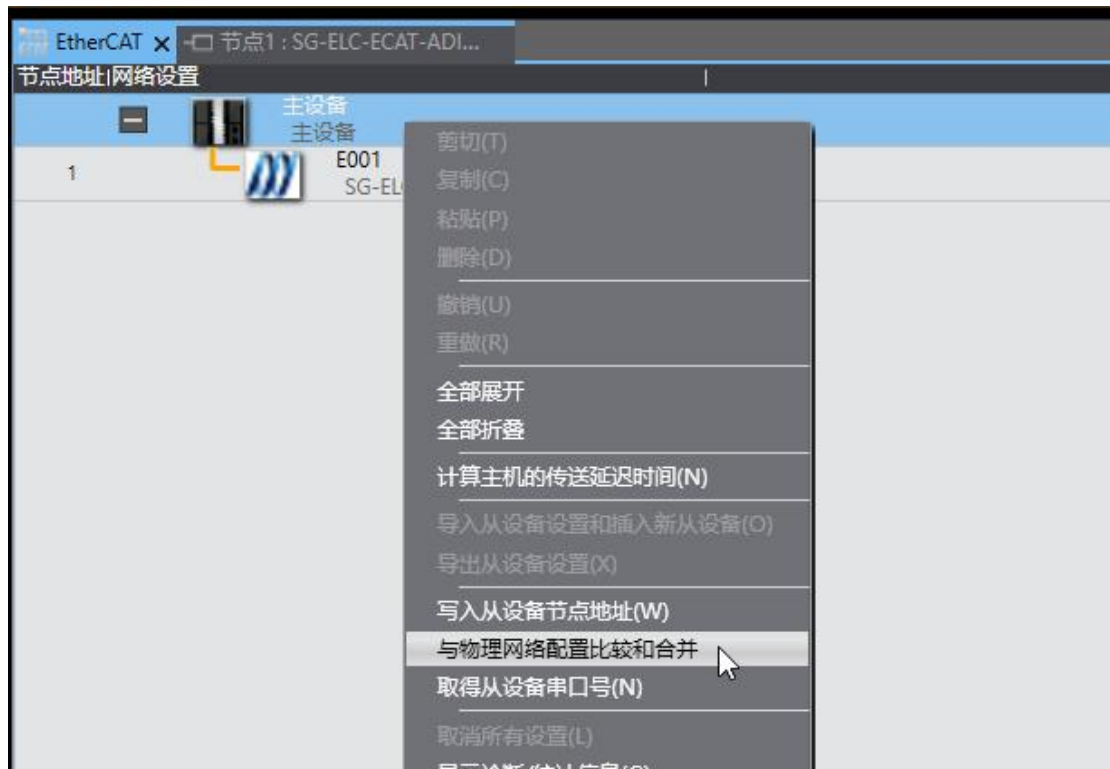 EtherCAT × 节点1 : SG-ELC-ECAT-ADI...
节点地址|网络设置
主设备
主设备
1
E001
SG-EL
剪切(T)
复制(C)
粘贴(P)
删除(D)
撤销(U)
重做(R)
全部展开
全部折叠
计算主机的传送延迟时间(N)
导入从设备设置和插入新从设备(O)
导出从设备设置(X)
写入从设备节点地址(W)
与物理网络配置比较和合并
取得从设备串口号(N)
取消所有设置(L)